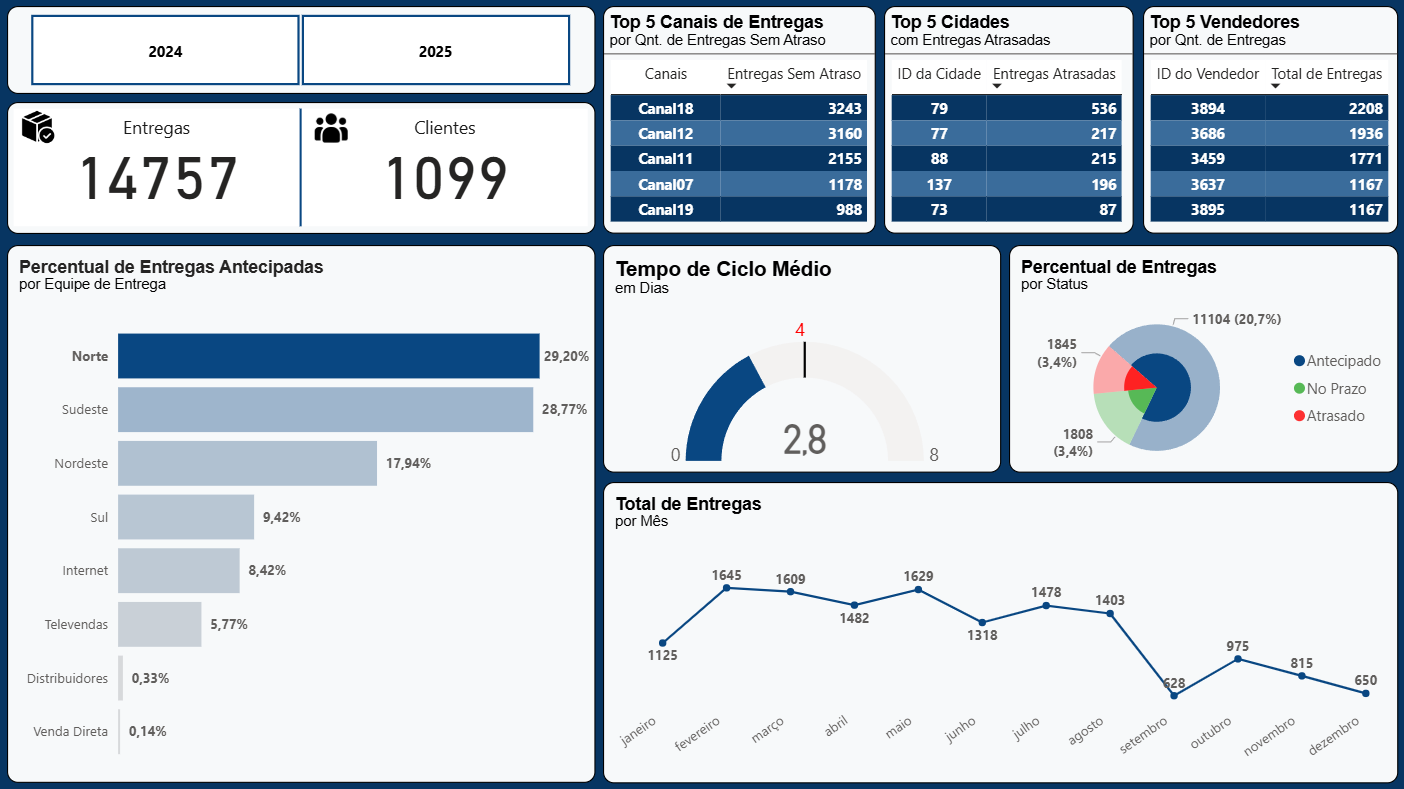 2024
2025
Entregas
14757
Clientes
1099
Top 5 Canais de Entregas
por Qnt. de Entregas Sem Atraso
Canais Entregas Sem Atraso
Canal18 3243
Canal12 3160
Canal11 2155
Canal07 1178
Canal19 988
Top 5 Cidades
com Entregas Atrasadas
ID da Cidade Entregas Atrasadas
79 536
77 217
88 215
137 196
73 87
Top 5 Vendedores
por Qnt. de Entregas
ID do Vendedor Total de Entregas
3894 2208
3686 1936
3459 1771
3637 1167
3895 1167
Percentual de Entregas Antecipadas
por Equipe de Entrega
Norte 29,20%
Sudeste 28,77%
Nordeste 17,94%
Sul 9,42%
Internet 8,42%
Televendas 5,77%
Distribuidores 0,33%
Venda Direta 0,14%
Tempo de Ciclo Médio
em Dias
4
2,8
0
8
Percentual de Entregas
por Status
11104 (20,7%)
1845
(3,4%)
1808
(3,4%)
Antecipado
No Prazo
Atrasado
Total de Entregas
por Mês
1125
1645
1609
1482
1629
1318
1478
1403
628
975
815
650
janeiro
fevereiro
março
abril
maio
junho
julho
agosto
setembro
outubro
novembro
dezembro